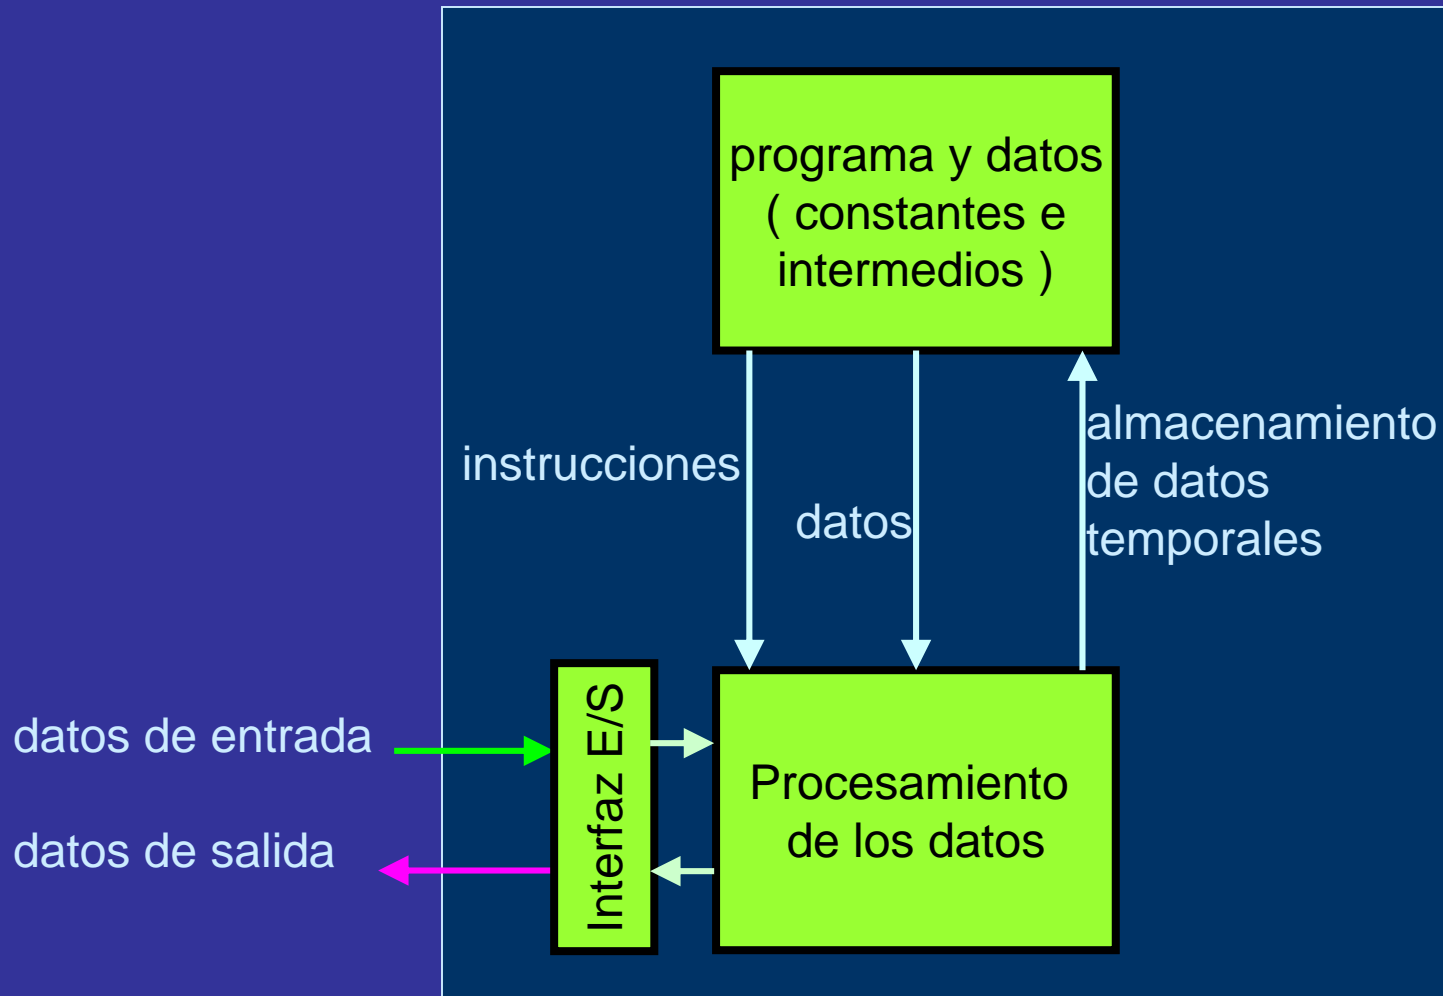 programa y datos
( constantes e
intermedios )
instrucciones
datos
almacenamiento
de datos
temporales
datos de entrada
datos de salida
Interfaz E/S
Procesamiento
de los datos